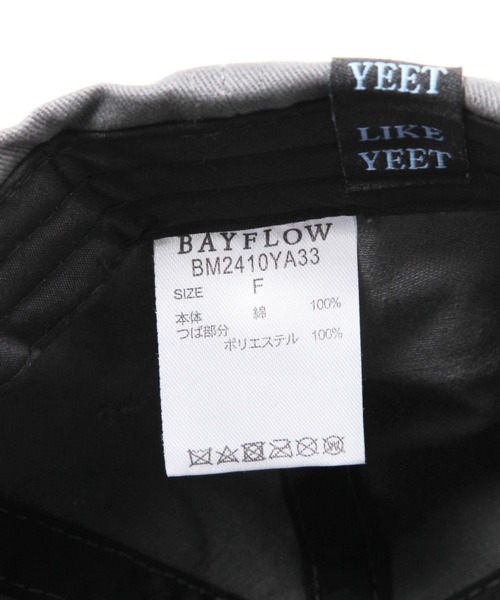 YEET
LIKE
YEET
BAYFLOW
BM2410YA33
SIZE F
本体 綿 100%
つば部分
ポリエステル 100%